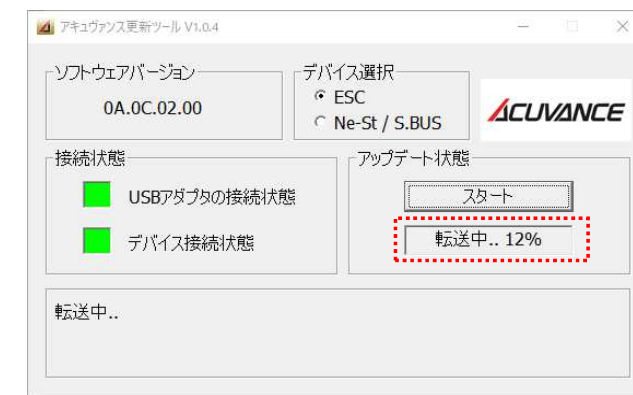 アキュヴァンス更新ツール V1.0.4
ソフトウェアバージョン
0A.0C.02.00
デバイス選択
ESC
Ne-St / S.BUS
ACUVANCE
接続状態
USBアダプタの接続状態
デバイス接続状態
アップデート状態
スタート
転送中.. 12%
転送中..